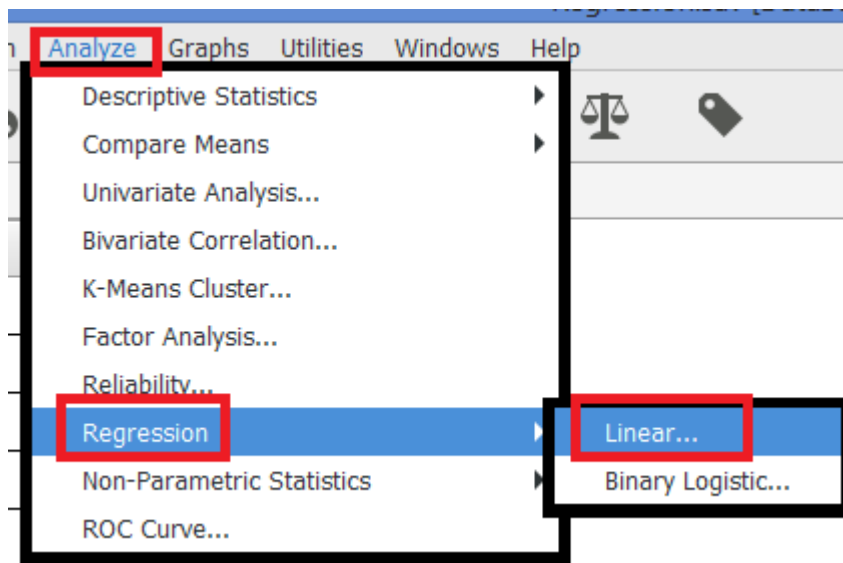 Analyze Graphs Utilities Windows Help
Descriptive Statistics
Compare Means
Univariate Analysis...
Bivariate Correlation...
K-Means Cluster...
Factor Analysis...
Reliability...
Regression
Linear...
Non-Parametric Statistics
Binary Logistic...
ROC Curve...